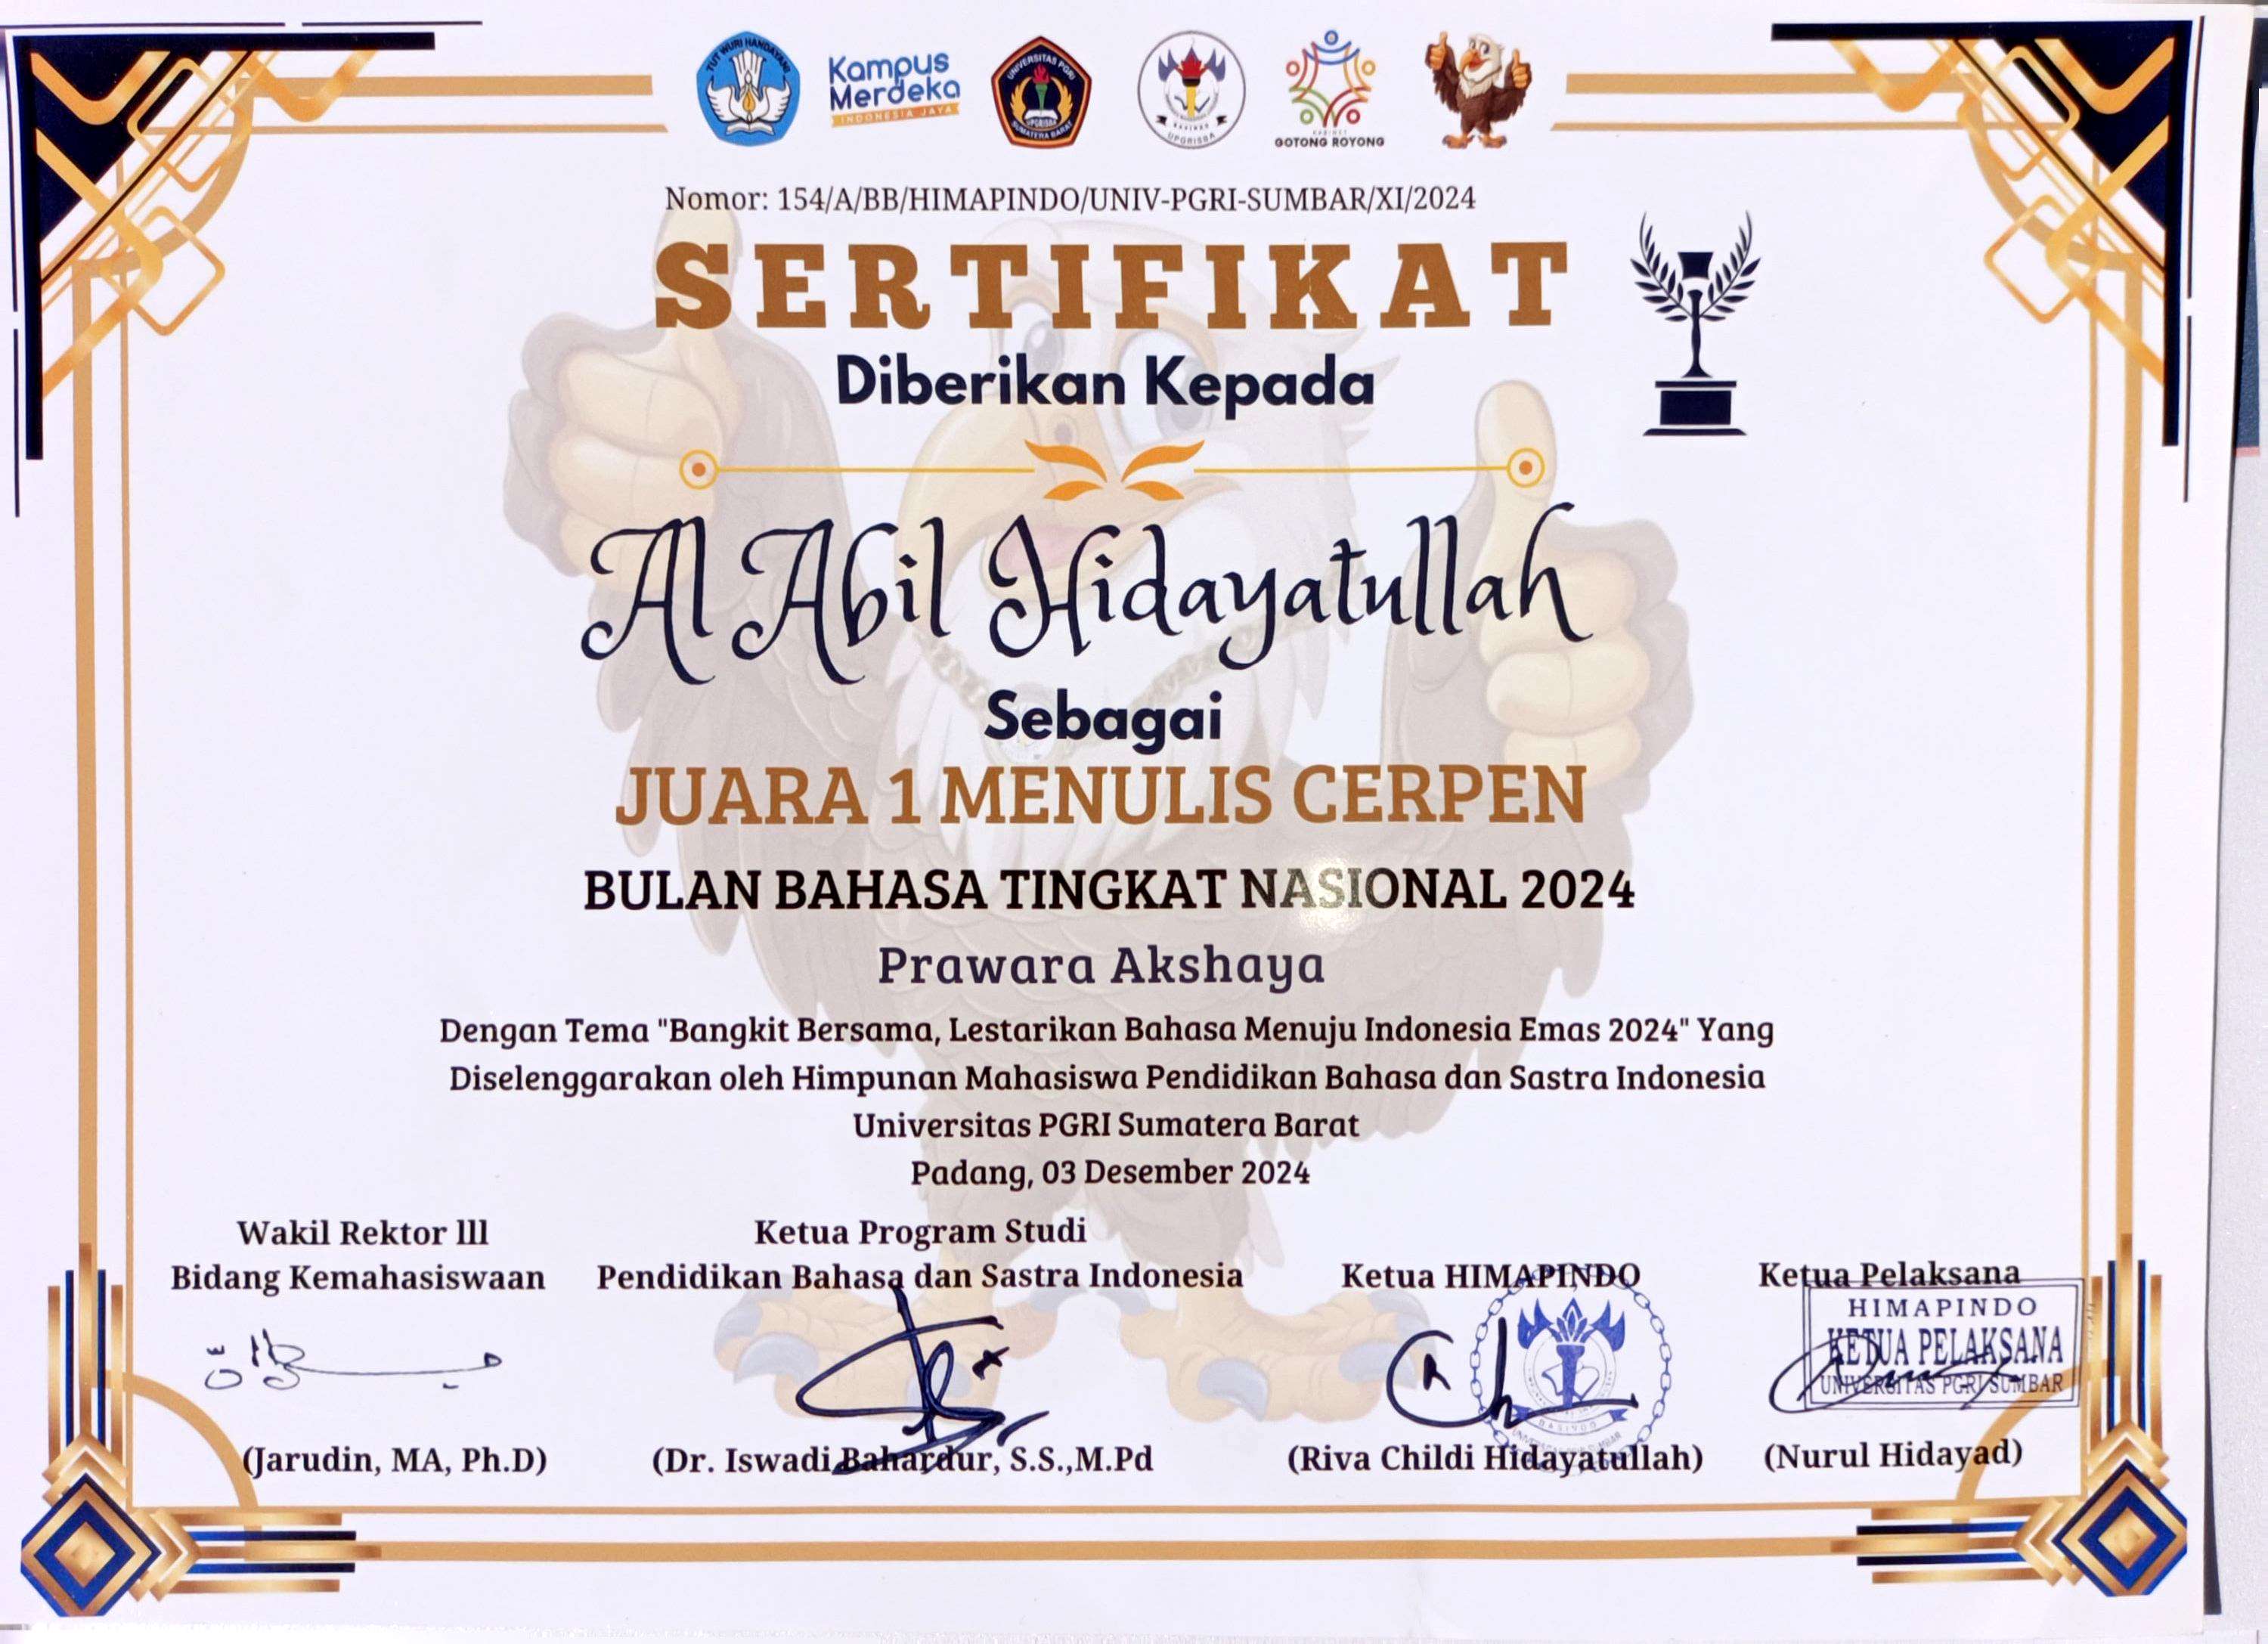 TUT WURI HANDAYANI
Kampus
Merdeka
INDONESIA JAYA
UNIVERSITAS PGRI
UPGRISBA
SUMATERA BARAT
BASINDO
UPGRISBA
KABINET
GOTONG ROYONG
Nomor: 154/A/BB/HIMAPINDO/UNIV-PGRI-SUMBAR/XI/2024
SERTIFIKAT
Diberikan Kepada
Al Abil Hidayatullah
Sebagai
JUARA 1 MENULIS CERPEN
BULAN BAHASA TINGKAT NASIONAL 2024
Prawara Akshaya
Dengan Tema "Bangkit Bersama, Lestarikan Bahasa Menuju Indonesia Emas 2024" Yang
Diselenggarakan oleh Himpunan Mahasiswa Pendidikan Bahasa dan Sastra Indonesia
Universitas PGRI Sumatera Barat
Padang, 03 Desember 2024
Wakil Rektor lll
Bidang Kemahasiswaan
(Jarudin, MA, Ph.D)
Ketua Program Studi
Pendidikan Bahasa dan Sastra Indonesia
(Dr. Iswadi Bahardur, S.S.,M.Pd
Ketua HIMAPINDO
BASINDO
(Riva Childi Hidayatullah)
Ketua Pelaksana
HIMAPINDO
KETUA PELAKSANA
UNIVERSITAS PGRI SUMBAR
(Nurul Hidayad)